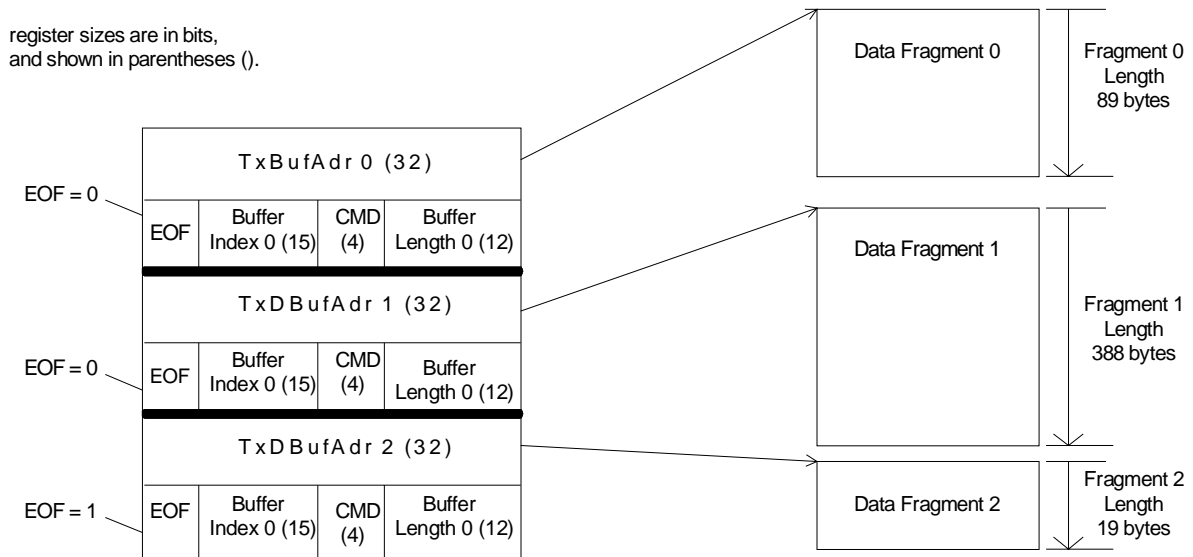 register sizes are in bits,
and shown in parentheses ().
TxBufAdr 0 (32)
EOF = 0
EOF
Buffer
Index 0 (15)
CMD
(4)
Buffer
Length 0 (12)
TxDBufAdr 1 (32)
EOF = 0
EOF
Buffer
Index 0 (15)
CMD
(4)
Buffer
Length 0 (12)
TxDBufAdr 2 (32)
EOF = 1
EOF
Buffer
Index 0 (15)
CMD
(4)
Buffer
Length 0 (12)
Data Fragment 0
Fragment 0
Length
89 bytes
Data Fragment 1
Fragment 1
Length
388 bytes
Data Fragment 2
Fragment 2
Length
19 bytes